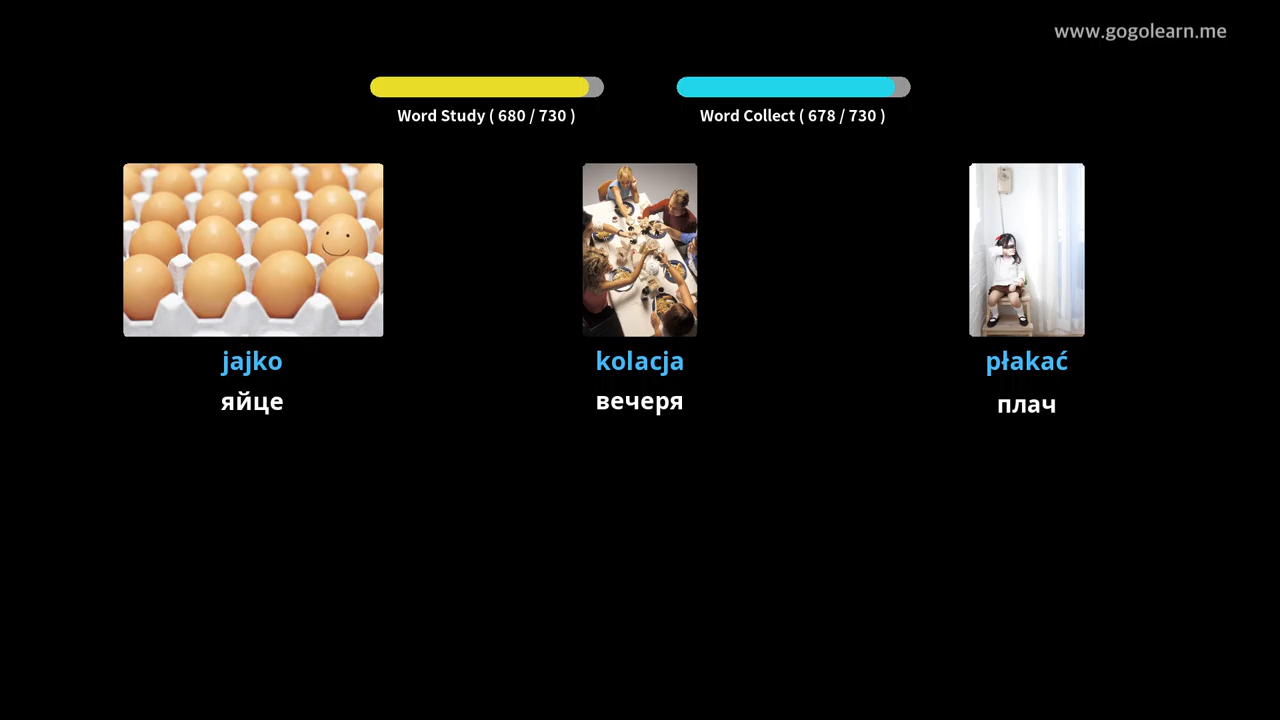 www.gogolearn.me
Word Study ( 680 / 730 )
Word Collect ( 678 / 730 )
jajko
kolacja
płakać
яйце
вечеря
плач